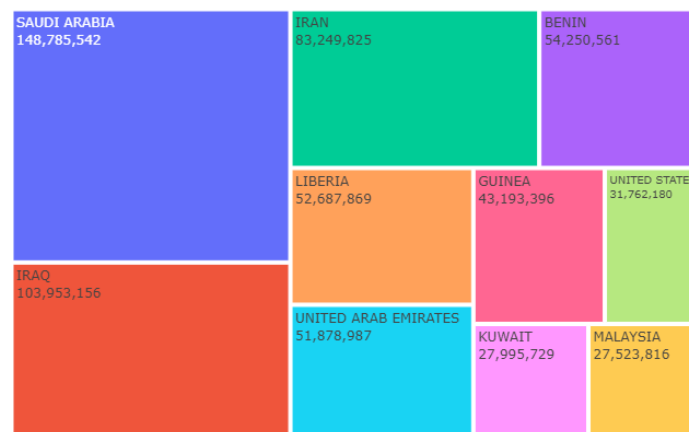 SAUDI ARABIA
148,785,542
IRAN
83,249,825
BENIN
54,250,561
LIBERIA
52,687,869
GUINEA
43,193,396
UNITED STATE
31,762,180
IRAQ
103,953,156
UNITED ARAB EMIRATES
51,878,987
KUWAIT
27,995,729
MALAYSIA
27,523,816